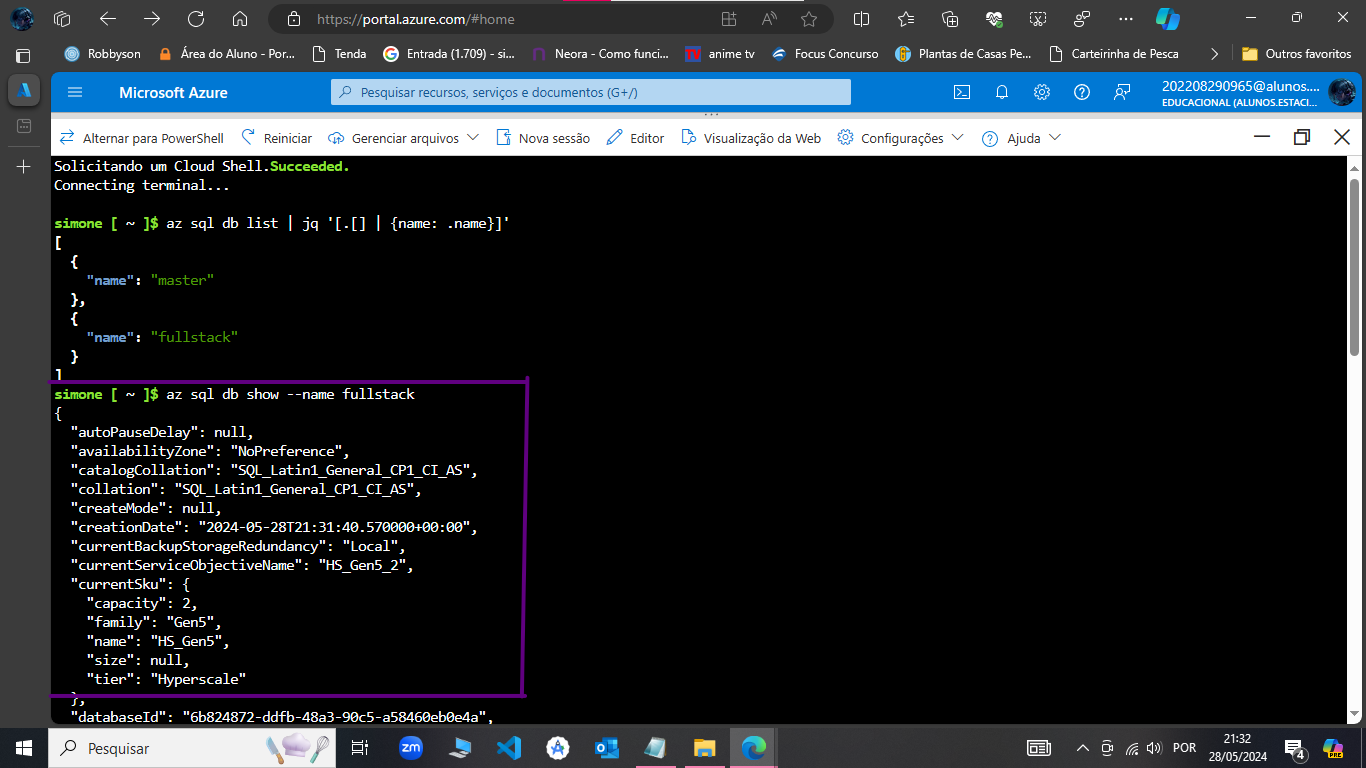 https://portal.azure.com/#home
Robbyson
Área do Aluno - Por...
Tenda
Entrada (1.709) - si...
Neora - Como funci...
anime tv
Focus Concurso
Plantas de Casas Pe...
Carteirinha de Pesca
Outros favoritos
Microsoft Azure
Pesquisar recursos, serviços e documentos (G+/)
202208290965@alunos....
EDUCACIONAL (ALUNOS.ESTACI...
Alternar para PowerShell
Reiniciar
Gerenciar arquivos
Nova sessão
Editor
Visualização da Web
Configurações
Ajuda
Solicitando um Cloud Shell.Succeeded.
Connecting terminal...
simone [ ~ ]$ az sql db list | jq '[.[] | {name: .name}]'
[
{
"name": "master"
},
{
"name": "fullstack"
}
]
simone [ ~ ]$ az sql db show --name fullstack
{
"autoPauseDelay": null,
"availabilityZone": "NoPreference",
"catalogCollation": "SQL_Latin1_General_CP1_CI_AS",
"collation": "SQL_Latin1_General_CP1_CI_AS",
"createMode": null,
"creationDate": "2024-05-28T21:31:40.570000+00:00",
"currentBackupStorageRedundancy": "Local",
"currentServiceObjectiveName": "HS_Gen5_2",
"currentSku": {
"capacity": 2,
"family": "Gen5",
"name": "HS_Gen5",
"size": null,
"tier": "Hyperscale"
},
"databaseId": "6b824872-ddfb-48a3-90c5-a58460eb0e4a",
Pesquisar
zm
POR
21:32
28/05/2024
4
PRE